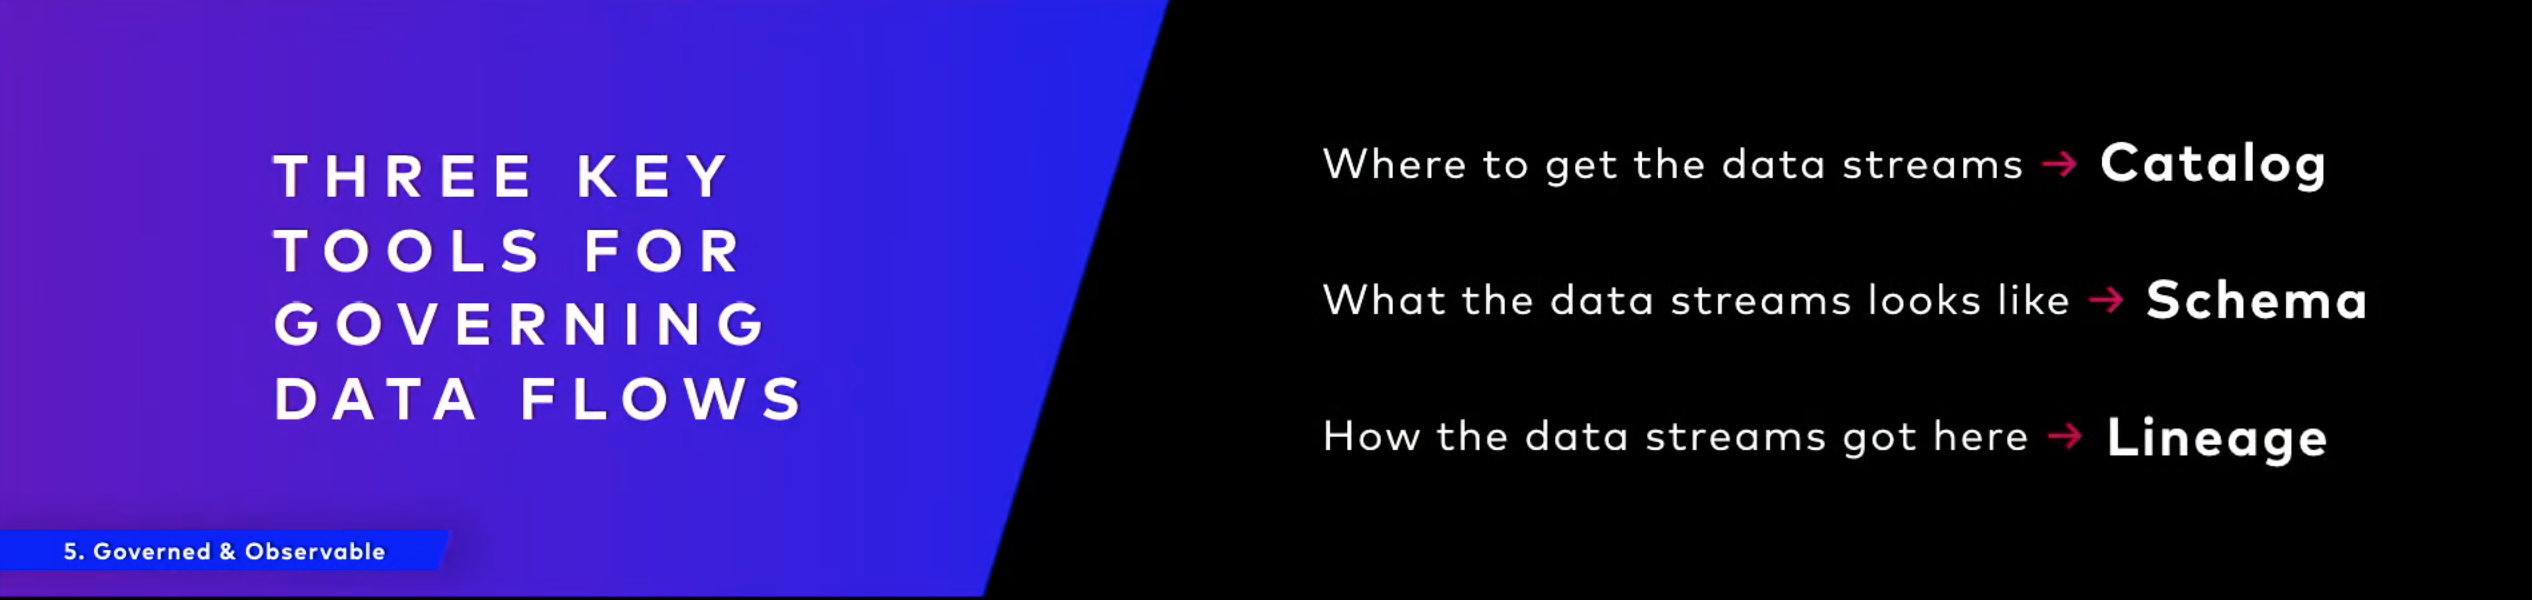 THREE KEY
TOOLS FOR
GOVERNING
DATA FLOWS
5. Governed & Observable
Where to get the data streams → Catalog
What the data streams looks like → Schema
How the data streams got here → Lineage